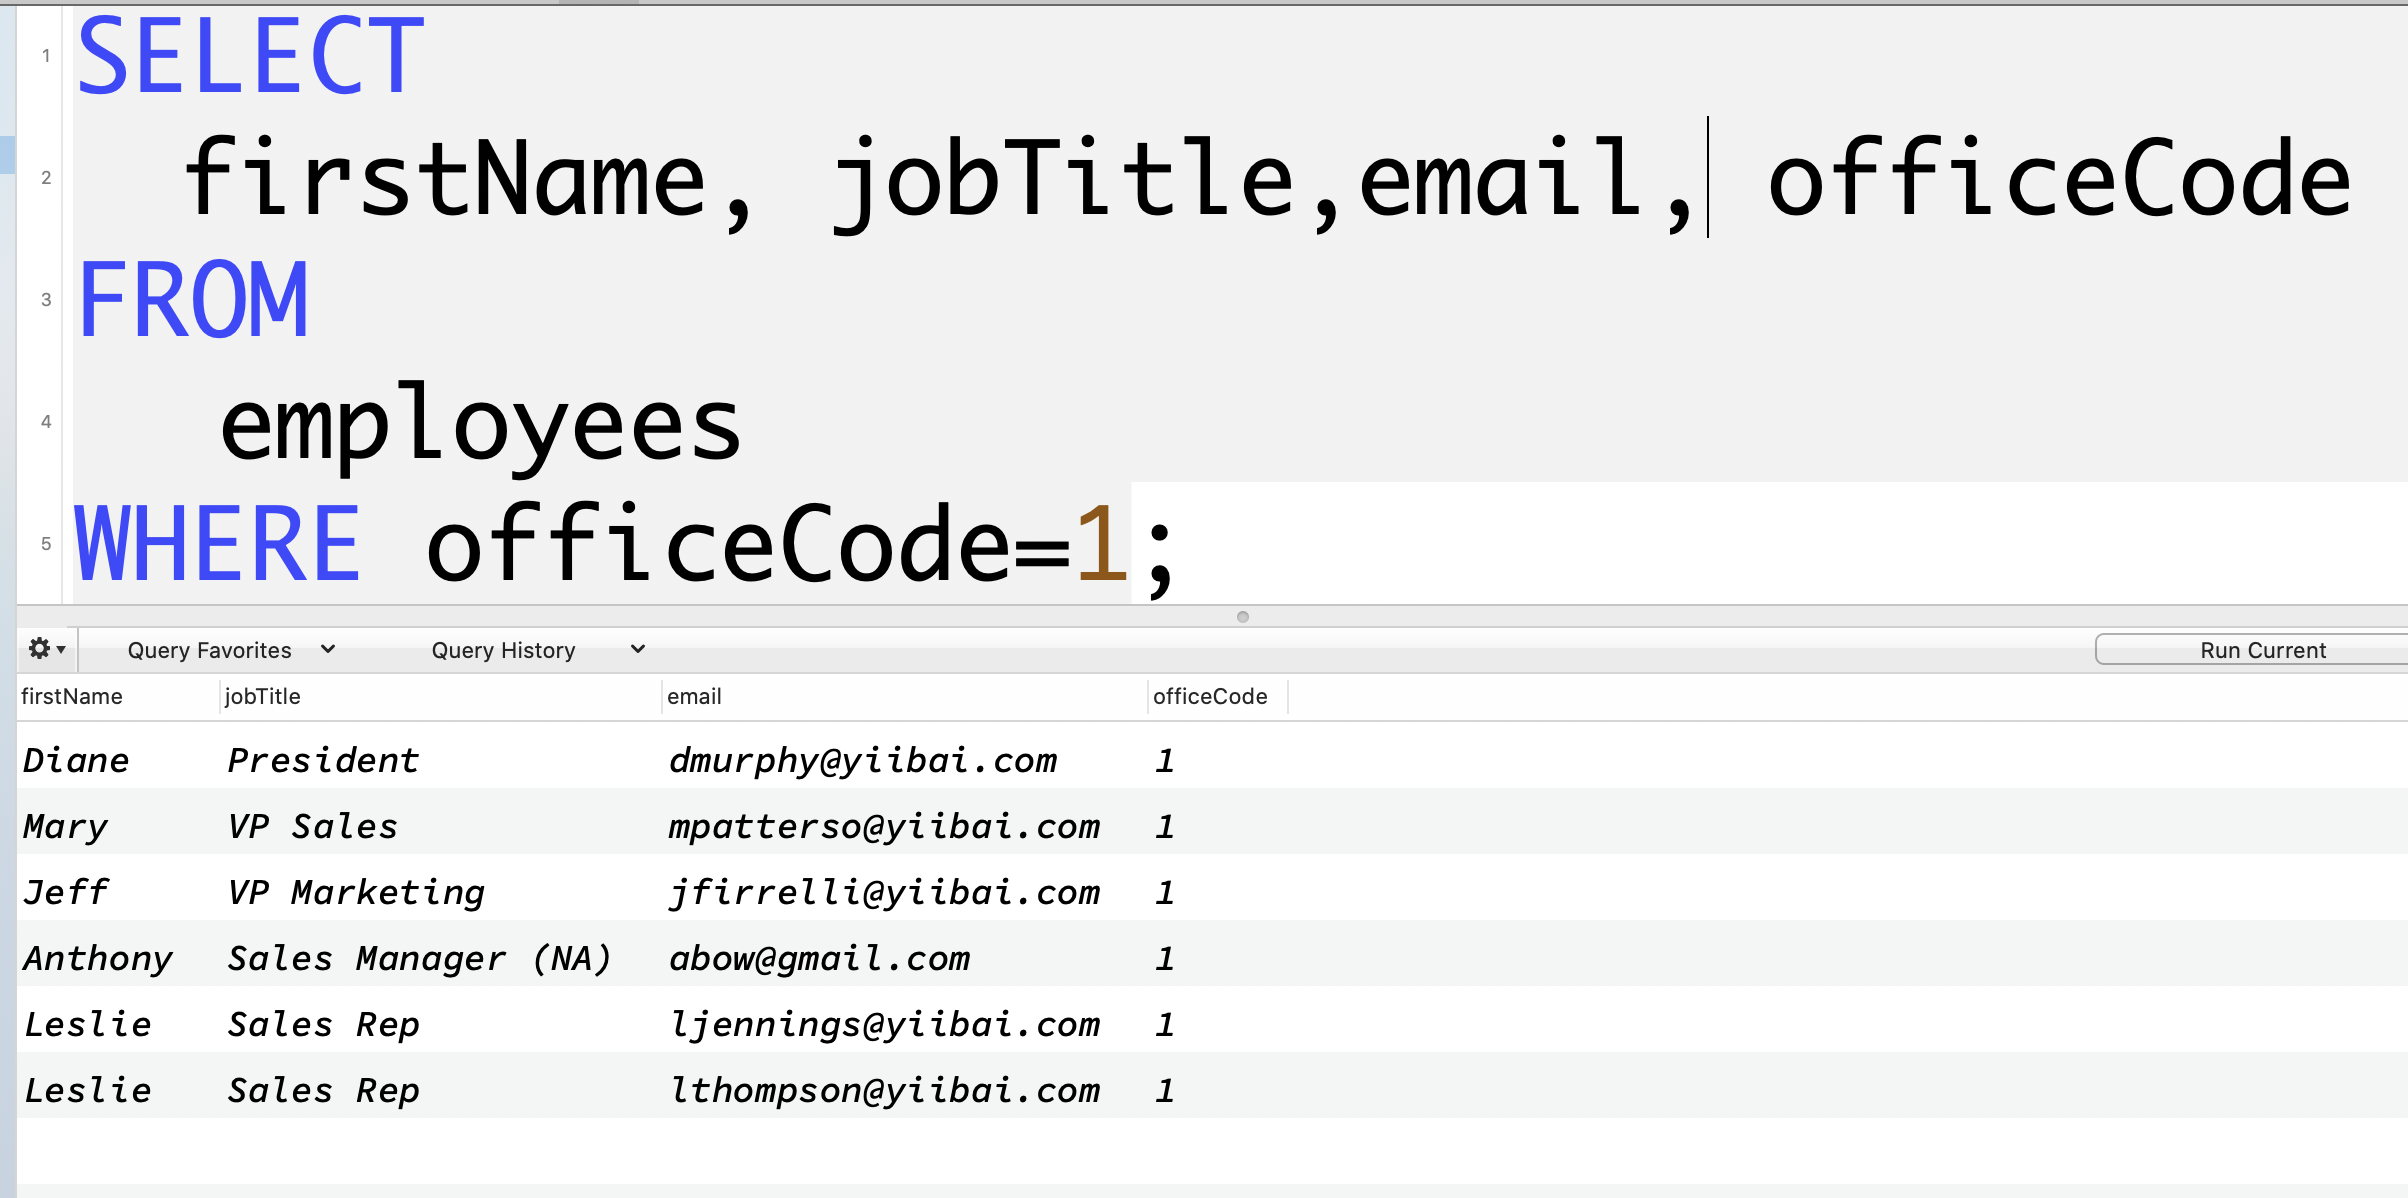 1 SELECT
2 firstName, jobTitle,email, officeCode
3 FROM
4 employees
5 WHERE officeCode=1;
Query Favorites Query History Run Current
firstName jobTitle email officeCode
Diane President dmurphy@yiibai.com 1
Mary VP Sales mpatterso@yiibai.com 1
Jeff VP Marketing jfirrelli@yiibai.com 1
Anthony Sales Manager (NA) abow@gmail.com 1
Leslie Sales Rep ljennings@yiibai.com 1
Leslie Sales Rep lthompson@yiibai.com 1